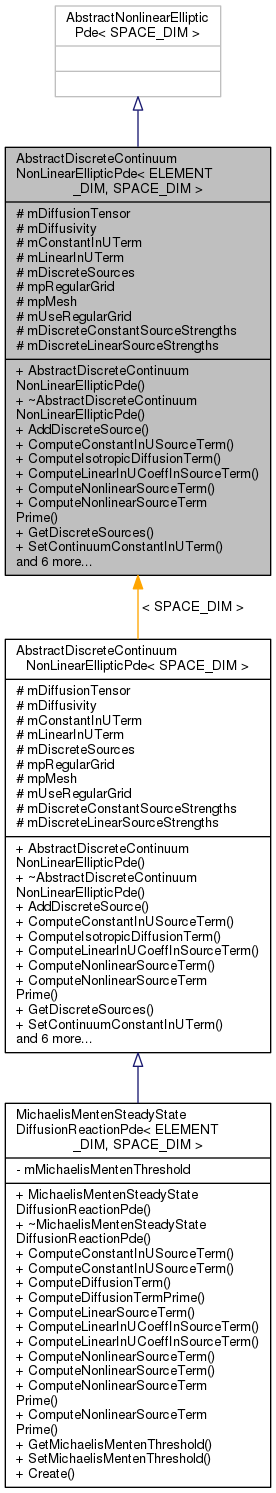 AbstractNonlinearElliptic
Pde< SPACE_DIM >
AbstractDiscreteContinuum
NonLinearEllipticPde< ELEMENT
_DIM, SPACE_DIM >
# mDiffusionTensor
# mDiffusivity
# mConstantInUTerm
# mLinearInUTerm
# mDiscreteSources
# mpRegularGrid
# mpMesh
# mUseRegularGrid
# mDiscreteConstantSourceStrengths
# mDiscreteLinearSourceStrengths
+ AbstractDiscreteContinuum
NonLinearEllipticPde()
+ ~AbstractDiscreteContinuum
NonLinearEllipticPde()
+ AddDiscreteSource()
+ ComputeConstantInUSourceTerm()
+ ComputeIsotropicDiffusionTerm()
+ ComputeLinearInUCoeffInSourceTerm()
+ ComputeNonlinearSourceTerm()
+ ComputeNonlinearSourceTerm
Prime()
+ GetDiscreteSources()
+ SetContinuumConstantInUTerm()
and 6 more...
< SPACE_DIM >
AbstractDiscreteContinuum
NonLinearEllipticPde< SPACE_DIM >
# mDiffusionTensor
# mDiffusivity
# mConstantInUTerm
# mLinearInUTerm
# mDiscreteSources
# mpRegularGrid
# mpMesh
# mUseRegularGrid
# mDiscreteConstantSourceStrengths
# mDiscreteLinearSourceStrengths
+ AbstractDiscreteContinuum
NonLinearEllipticPde()
+ ~AbstractDiscreteContinuum
NonLinearEllipticPde()
+ AddDiscreteSource()
+ ComputeConstantInUSourceTerm()
+ ComputeIsotropicDiffusionTerm()
+ ComputeLinearInUCoeffInSourceTerm()
+ ComputeNonlinearSourceTerm()
+ ComputeNonlinearSourceTerm
Prime()
+ GetDiscreteSources()
+ SetContinuumConstantInUTerm()
and 6 more...
MichaelisMentenSteadyState
DiffusionReactionPde< ELEMENT
_DIM, SPACE_DIM >
- mMichaelisMentenThreshold
+ MichaelisMentenSteadyState
DiffusionReactionPde()
+ ~MichaelisMentenSteadyState
DiffusionReactionPde()
+ ComputeConstantInUSourceTerm()
+ ComputeConstantInUSourceTerm()
+ ComputeDiffusionTerm()
+ ComputeDiffusionTermPrime()
+ ComputeLinearSourceTerm()
+ ComputeLinearInUCoeffInSourceTerm()
+ ComputeLinearInUCoeffInSourceTerm()
+ ComputeNonlinearSourceTerm()
+ ComputeNonlinearSourceTerm()
+ ComputeNonlinearSourceTerm
Prime()
+ ComputeNonlinearSourceTerm
Prime()
+ GetMichaelisMentenThreshold()
+ SetMichaelisMentenThreshold()
+ Create()